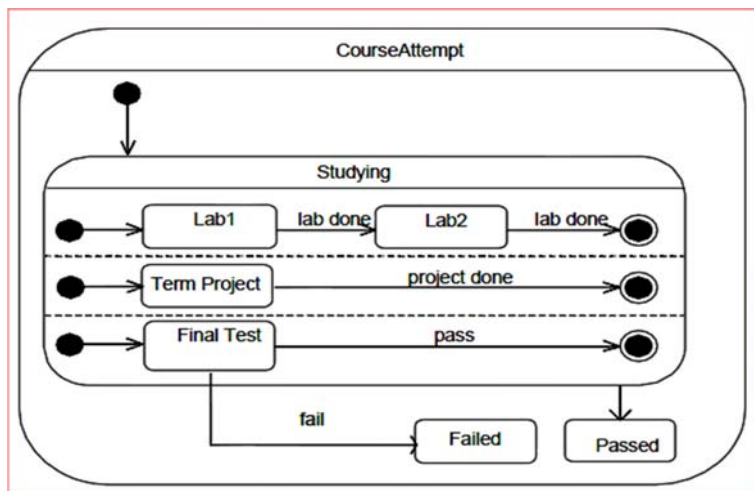 CourseAttempt
Studying
Lab1 lab done Lab2 lab done
Term Project project done
Final Test pass
fail Failed Passed